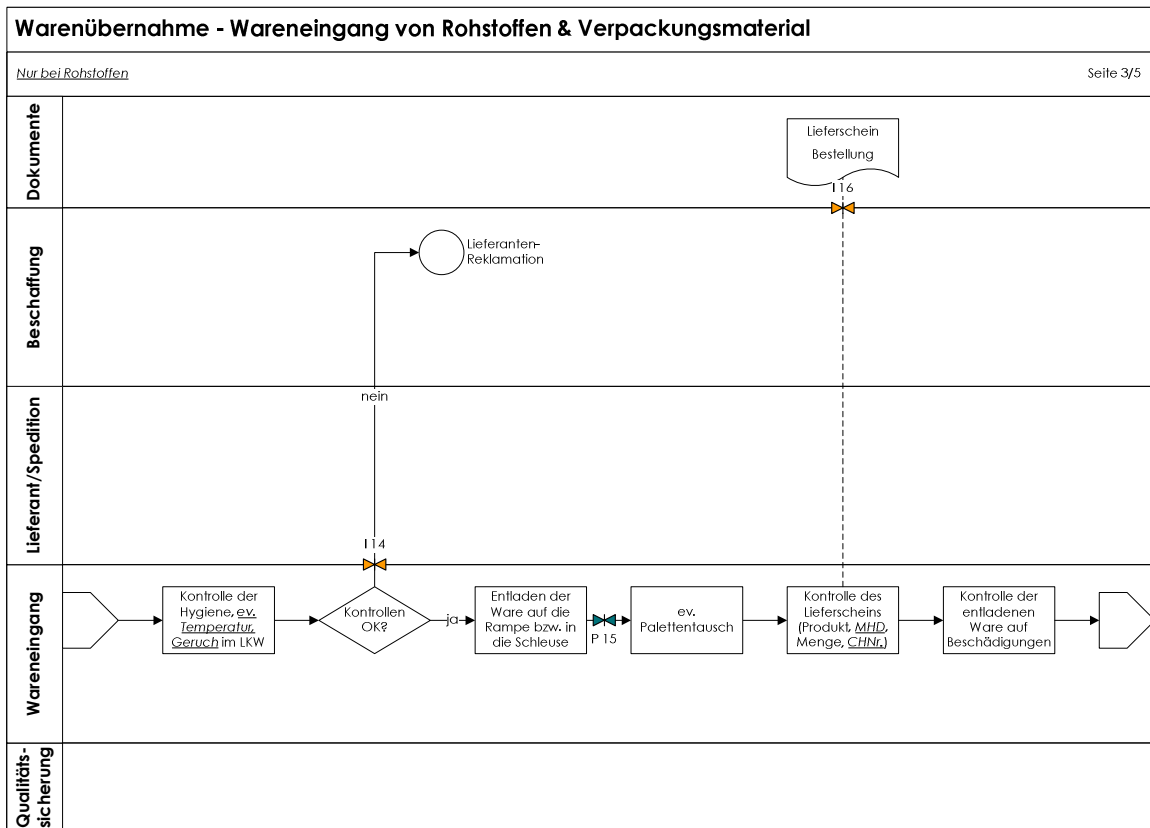 Warenübernahme - Wareneingang von Rohstoffen & Verpackungsmaterial
Nur bei Rohstoffen
Seite 3/5
Dokumente
Lieferschein
Bestellung
I 16
Beschaffung
Lieferanten-
Reklamation
Lieferant/Spedition
nein
I 14
Wareneingang
Kontrolle der
Hygiene, ev.
Temperatur,
Geruch im LKW
Kontrollen
OK?
ja
Entladen der
Ware auf die
Rampe bzw. in
die Schleuse
P 15
ev.
Palettentausch
Kontrolle des
Lieferscheins
(Produkt, MHD,
Menge, CHNr.)
Kontrolle der
entladenen
Ware auf
Beschädigungen
Qualitäts-
sicherung